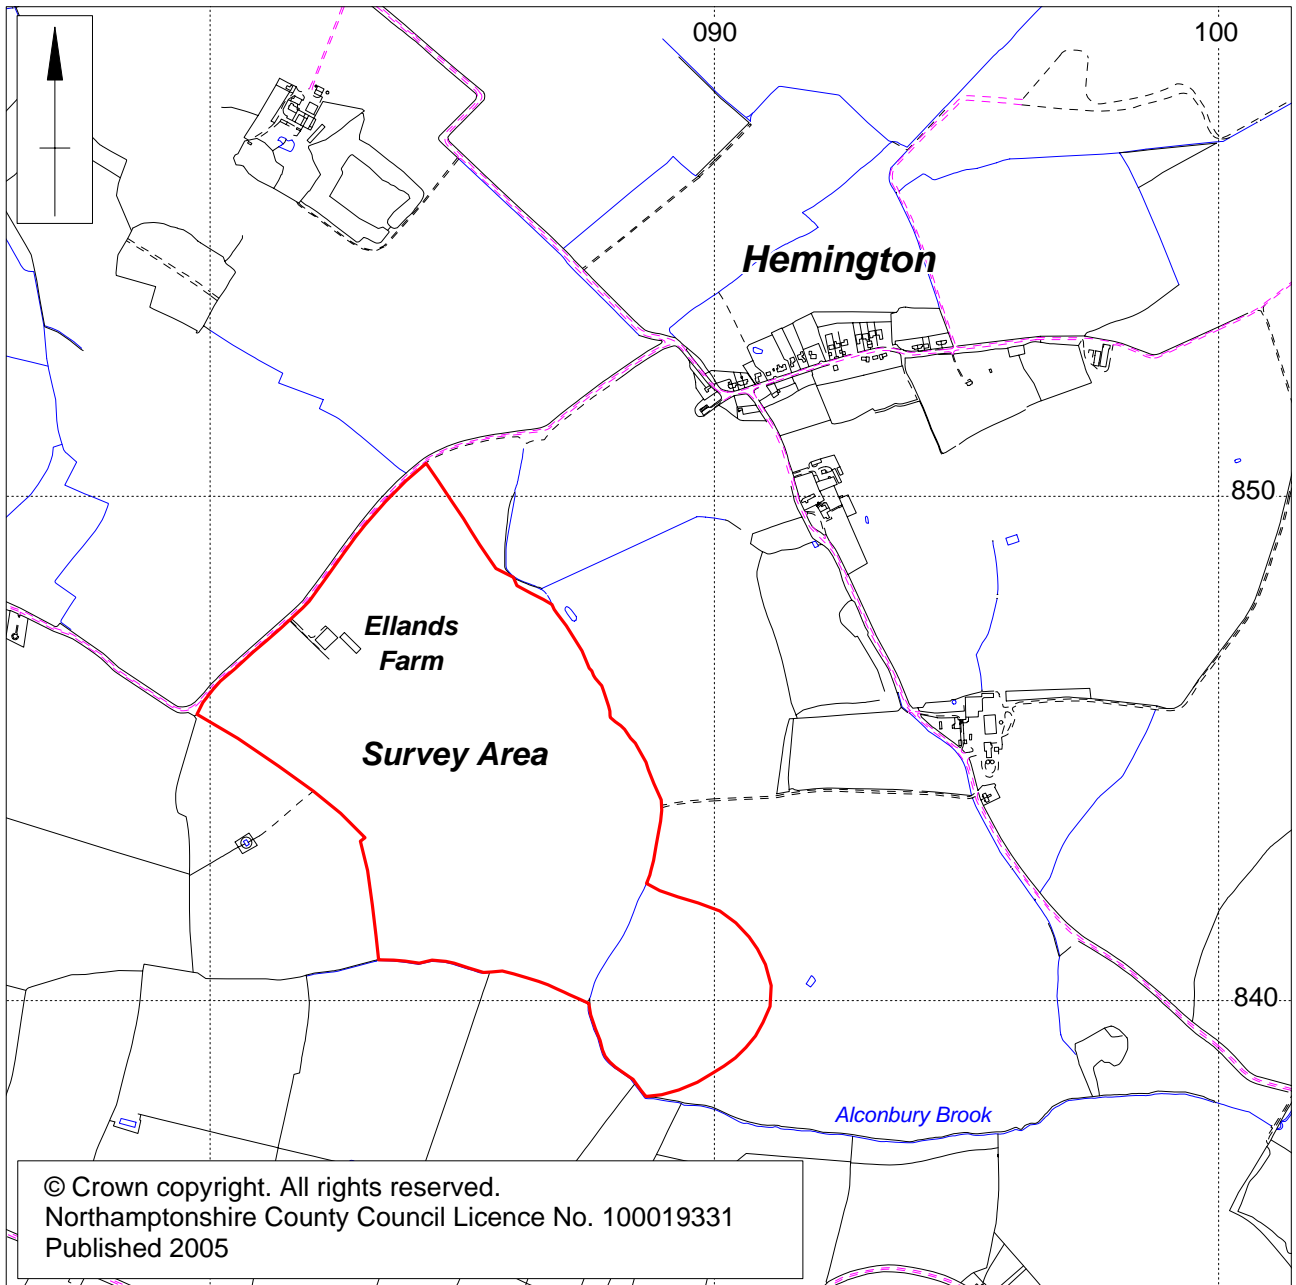 090
100
Hemington
850
Ellands
Farm
Survey Area
840
Alconbury Brook
© Crown copyright. All rights reserved.
Northamptonshire County Council Licence No. 100019331
Published 2005